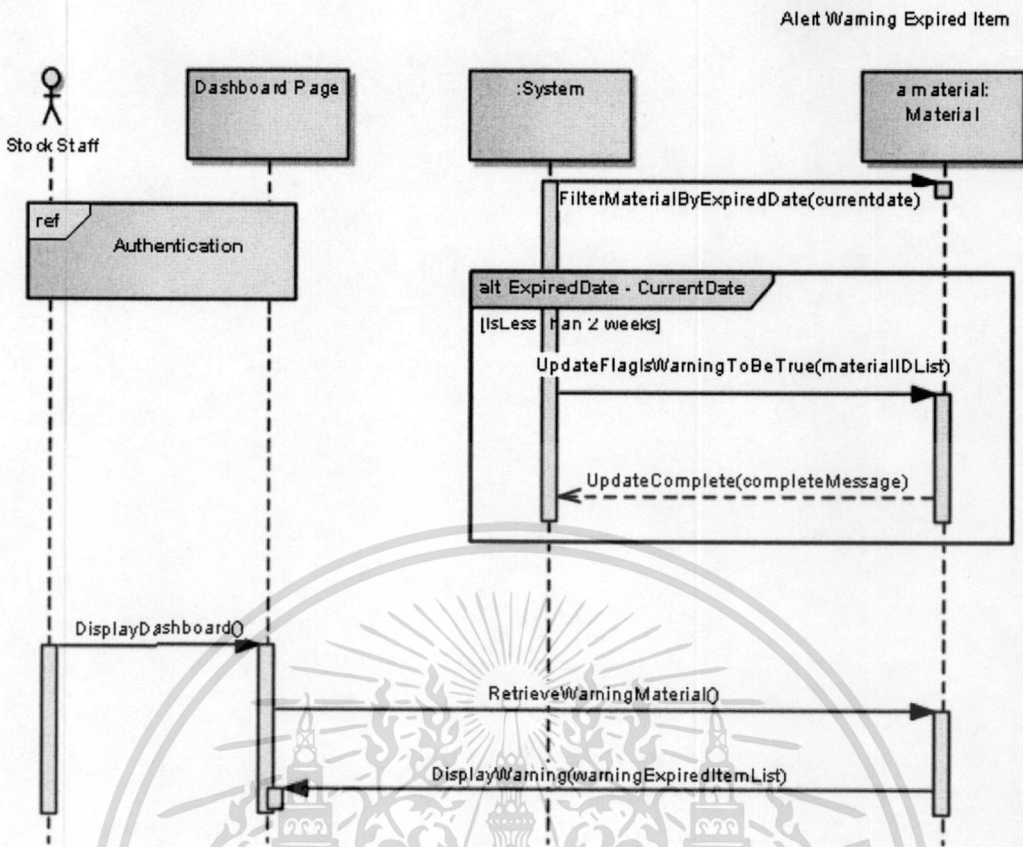 Alert Warning Expired Item
Stock Staff
Dashboard Page
:System
a material:
Material
FilterMaterialByExpiredDate(currentdate)
ref
Authentication
alt ExpiredDate - CurrentDate
[IsLess han 2 weeks]
UpdateFlagIsWarningToBeTrue(materialIDList)
UpdateComplete(completeMessage)
DisplayDashboard()
RetrieveWarningMaterial()
DisplayWarning(warningExpiredItemList)